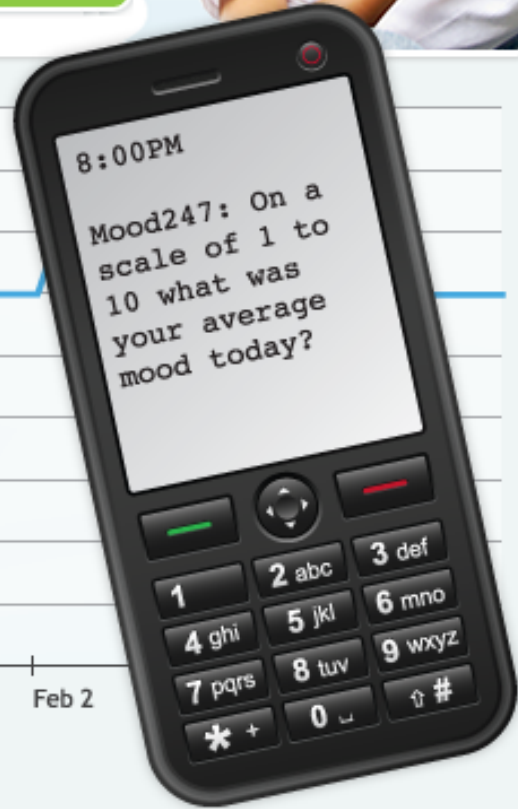 8:00PM
Mood247: On a
scale of 1 to
10 what was
your average
mood today?
1
2 abc
3 def
4 ghi
5 jkl
6 mno
7 pqrs
8 tuv
9 wxyz
* +
0 ␣
⇧ #
Feb 2